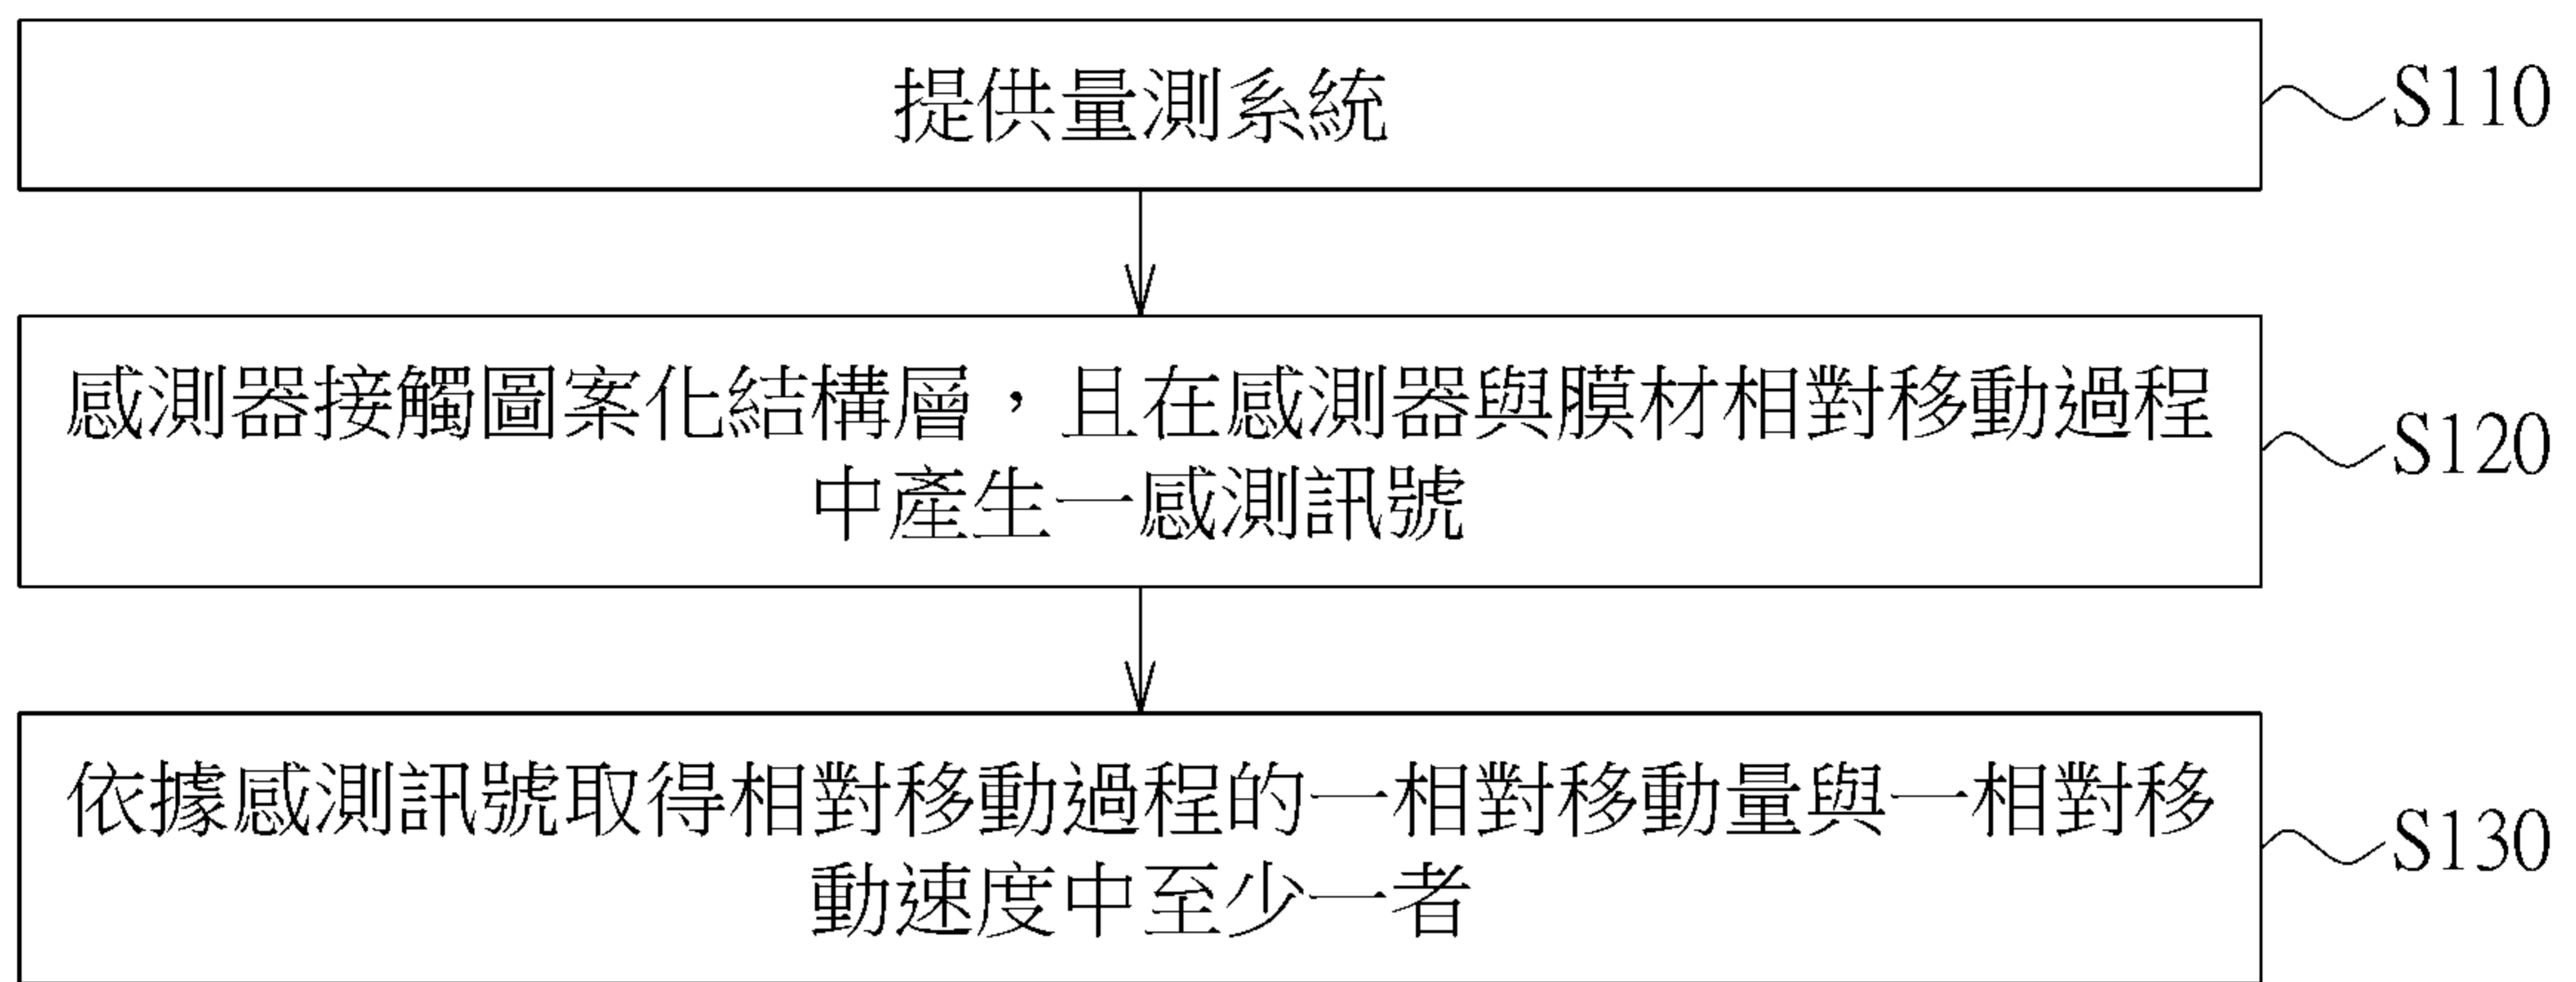 提供量測系統
S110
感測器接觸圖案化結構層，且在感測器與膜材相對移動過程
中產生一感測訊號
S120
依據感測訊號取得相對移動過程的一相對移動量與一相對移
動速度中至少一者
S130